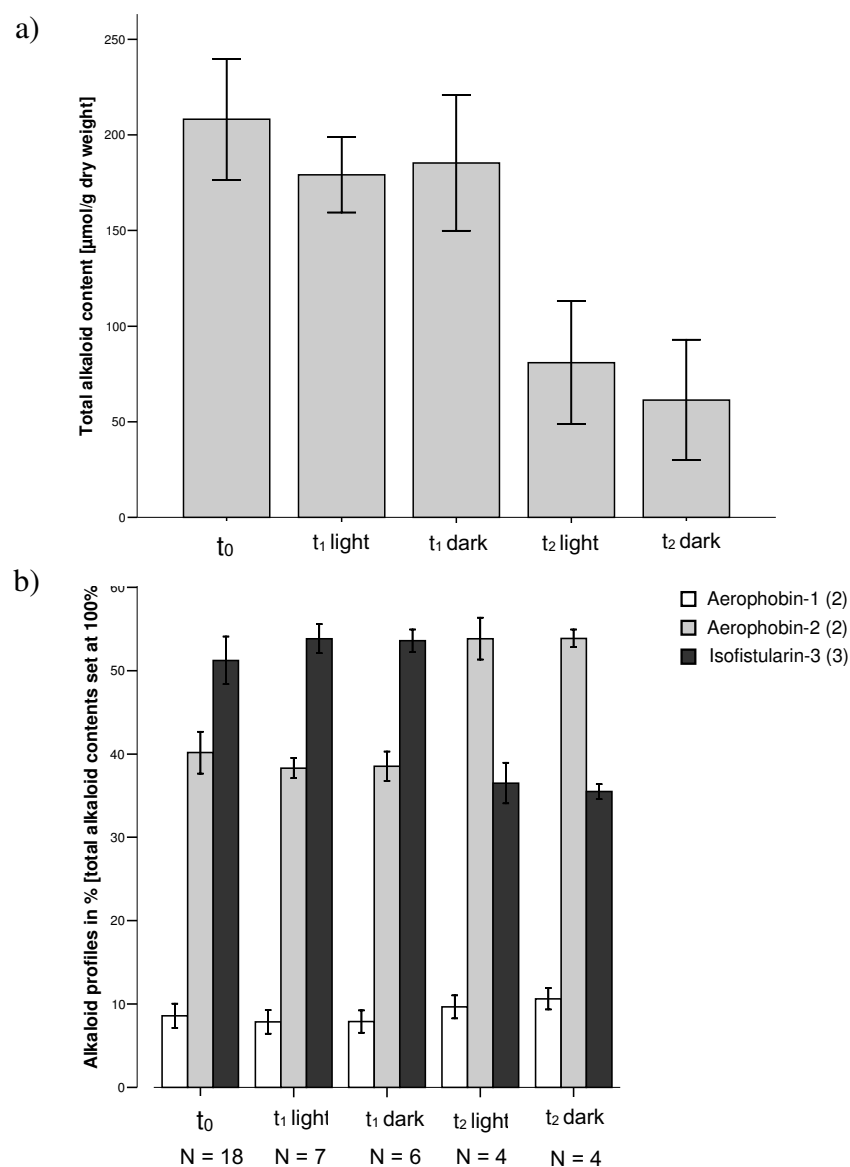 a)
Total alkaloid content [µmol/g dry weight]
250
200
150
100
50
0
t₀
t₁ light
t₁ dark
t₂ light
t₂ dark
b)
Alkaloid profiles in % [total alkaloid contents set at 100%
60
50
40
30
20
10
0
Aerophobin-1 (2)
Aerophobin-2 (2)
Isofistularin-3 (3)
t₀
t₁ light
t₁ dark
t₂ light
t₂ dark
N = 18
N = 7
N = 6
N = 4
N = 4